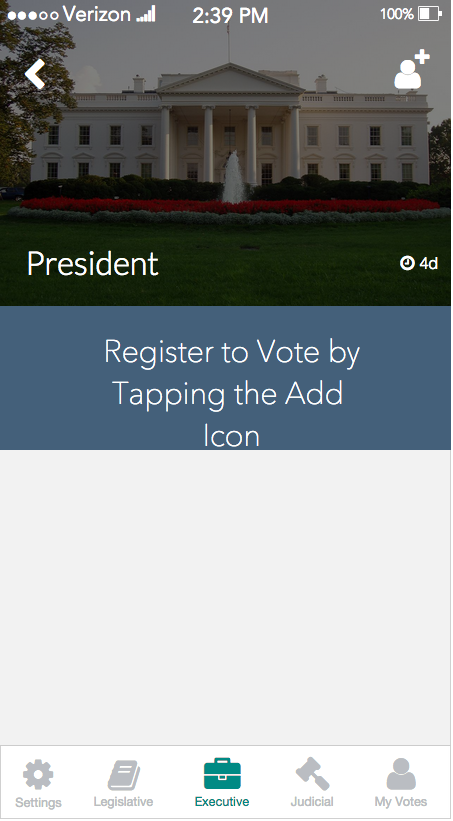 Verizon 2:39 PM 100%
President 4d
Register to Vote by
Tapping the Add
Icon
Settings Legislative Executive Judicial My Votes